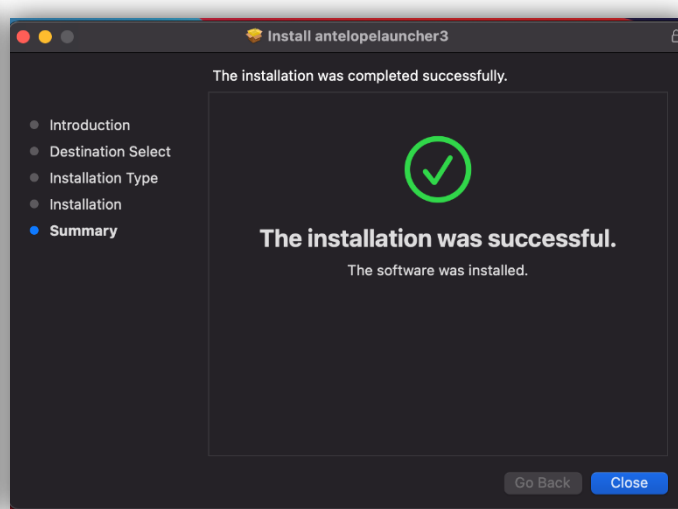 Install antelopelauncher3
The installation was completed successfully.
Introduction
Destination Select
Installation Type
Installation
Summary
The installation was successful.
The software was installed.
Go Back
Close